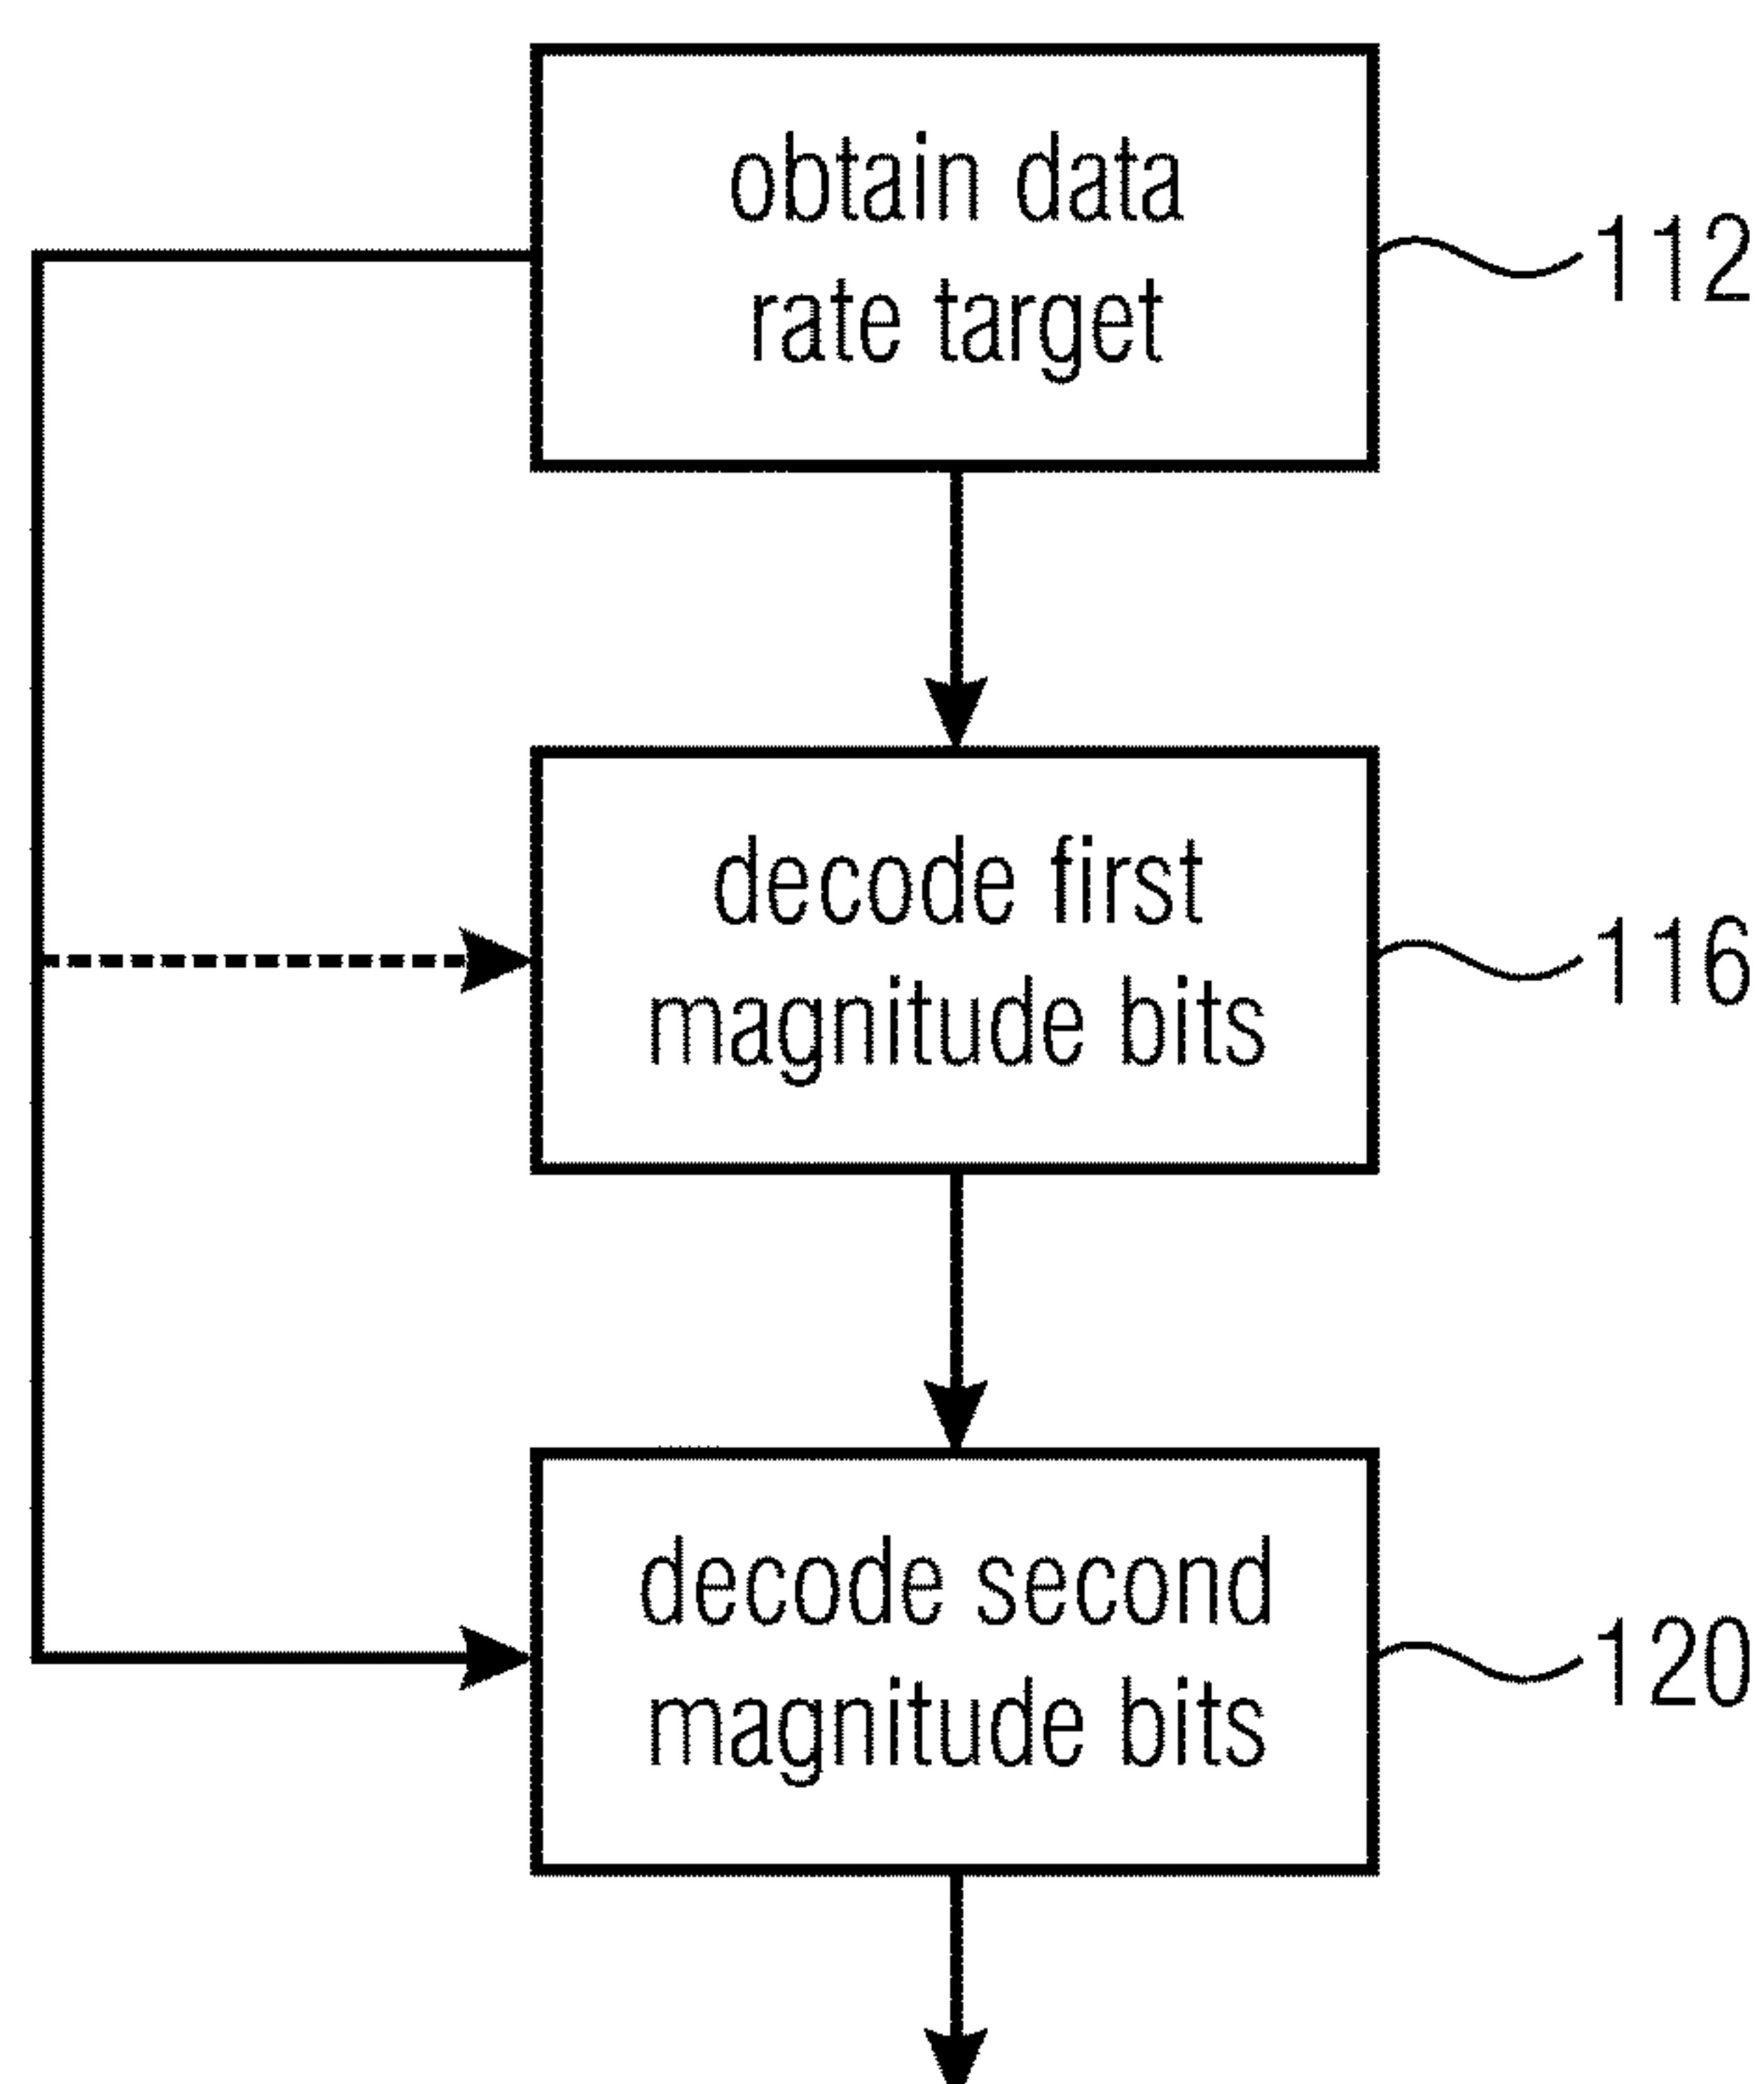 obtain data
rate target
112
decode first
magnitude bits
116
decode second
magnitude bits
120